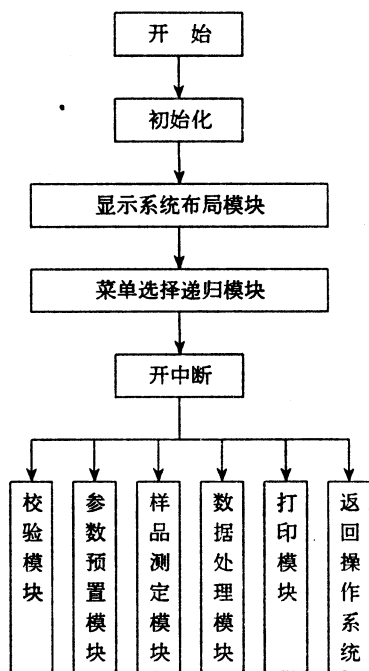 开 始
初始化
显示系统布局模块
菜单选择递归模块
开中断
校验模块
参数预置模块
样品测定模块
数据处理模块
打印模块
返回操作系统